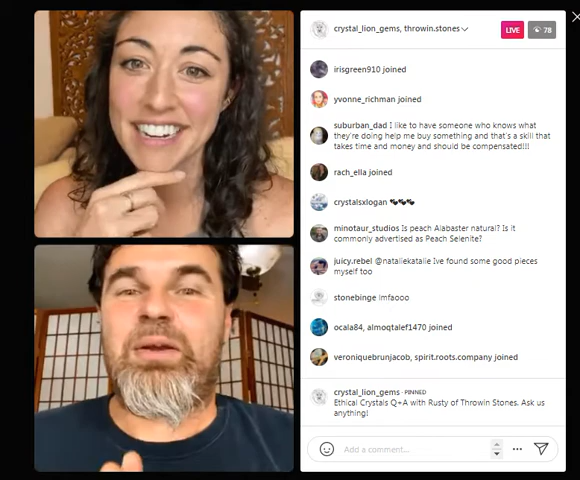 crystal_lion_gems, throwin.stones
LIVE
78
irisgreen910 joined
yvonne_richman joined
suburban_dad I like to have someone who knows what
they're doing help me buy something and that's a skill that
takes time and money and should be compensated!!!
rach_ella joined
crystalsxlogan
minotaur_studios Is peach Alabaster natural? Is it
commonly advertised as Peach Selenite?
juicy.rebel @nataliekatalie Ive found some good pieces
myself too
stonebinge lmfaooo
ocala84, almoqtalef1470 joined
veroniquebrunjacob, spirit.roots.company joined
crystal_lion_gems · PINNED
Ethical Crystals Q+A with Rusty of Throwin Stones. Ask us
anything!
Add a comment...